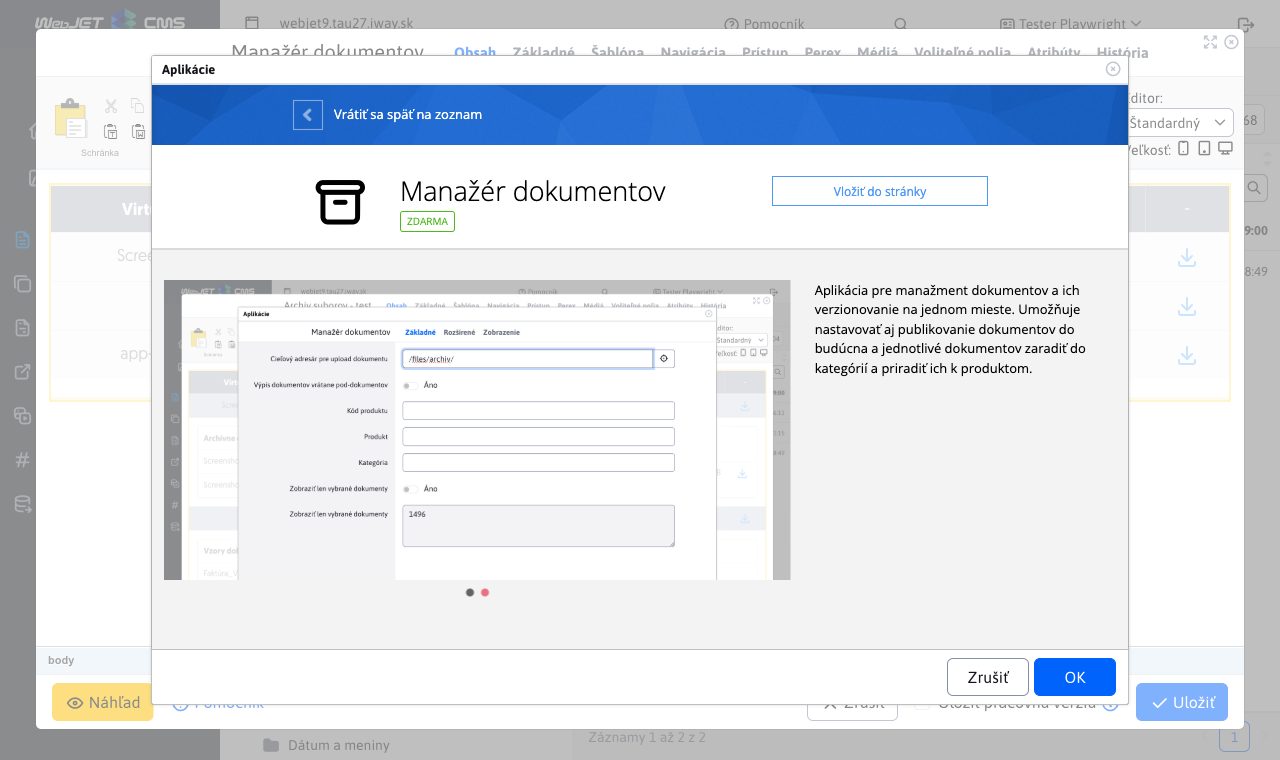 WebJET CMS
webjet9.tau27.iway.sk
Pomocník
Tester Playwright
Manažér dokumentov
Obsah
Základné
Šablóna
Navigácia
Prístup
Perex
Médiá
Voliteľné polia
Atribúty
História
Aplikácie
Schránka
ditor:
Štandardný
68
eľkosť:
Vrátiť sa späť na zoznam
Manažér dokumentov
ZDARMA
Vložiť do stránky
Virt
-
Scree
app-
9:00
8:49
webjet9.tau27.iway.sk
Pomocník
Tester Playwright
Archiv suborov - test
Obsah
Základné
Šablóna
Navigácia
Prístup
Perex
Médiá
Voliteľné polia
Atribúty
História
Aplikácie
Manažér dokumentov
Základné
Rozšírené
Zobrazenie
Cieľový adresár pre upload dokumentu
/files/archiv/
Výpis dokumentov vrátane pod-dokumentov
Áno
Kód produktu
Produkt
Kategória
Zobraziť len vybrané dokumenty
Áno
Zobraziť len vybrané dokumenty
1496
Aplikácia pre manažment dokumentov a ich
verzionovanie na jednom mieste. Umožňuje
nastavovať aj publikovanie dokumentov do
budúcna a jednotlivé dokumentov zaradiť do
kategórií a priradiť ich k produktom.
body
Zrušiť
OK
Náhľad
Pomocník
Zrušiť
Uložiť pracovnú verziu
Uložiť
Dátum a meniny
Záznamy 1 až 2 z 2
1